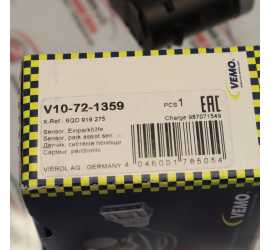 VEMO
V10-72-1359
PCS 1
EAC
X-Ref.: 6Q0 919 275
Charge 987071549
Sensor, Einparkhilfe
Sensor, park assist sen
Датчик, система помощи
Capteur, parctronic
VIEROL AG GERMANY
4 046001 785054